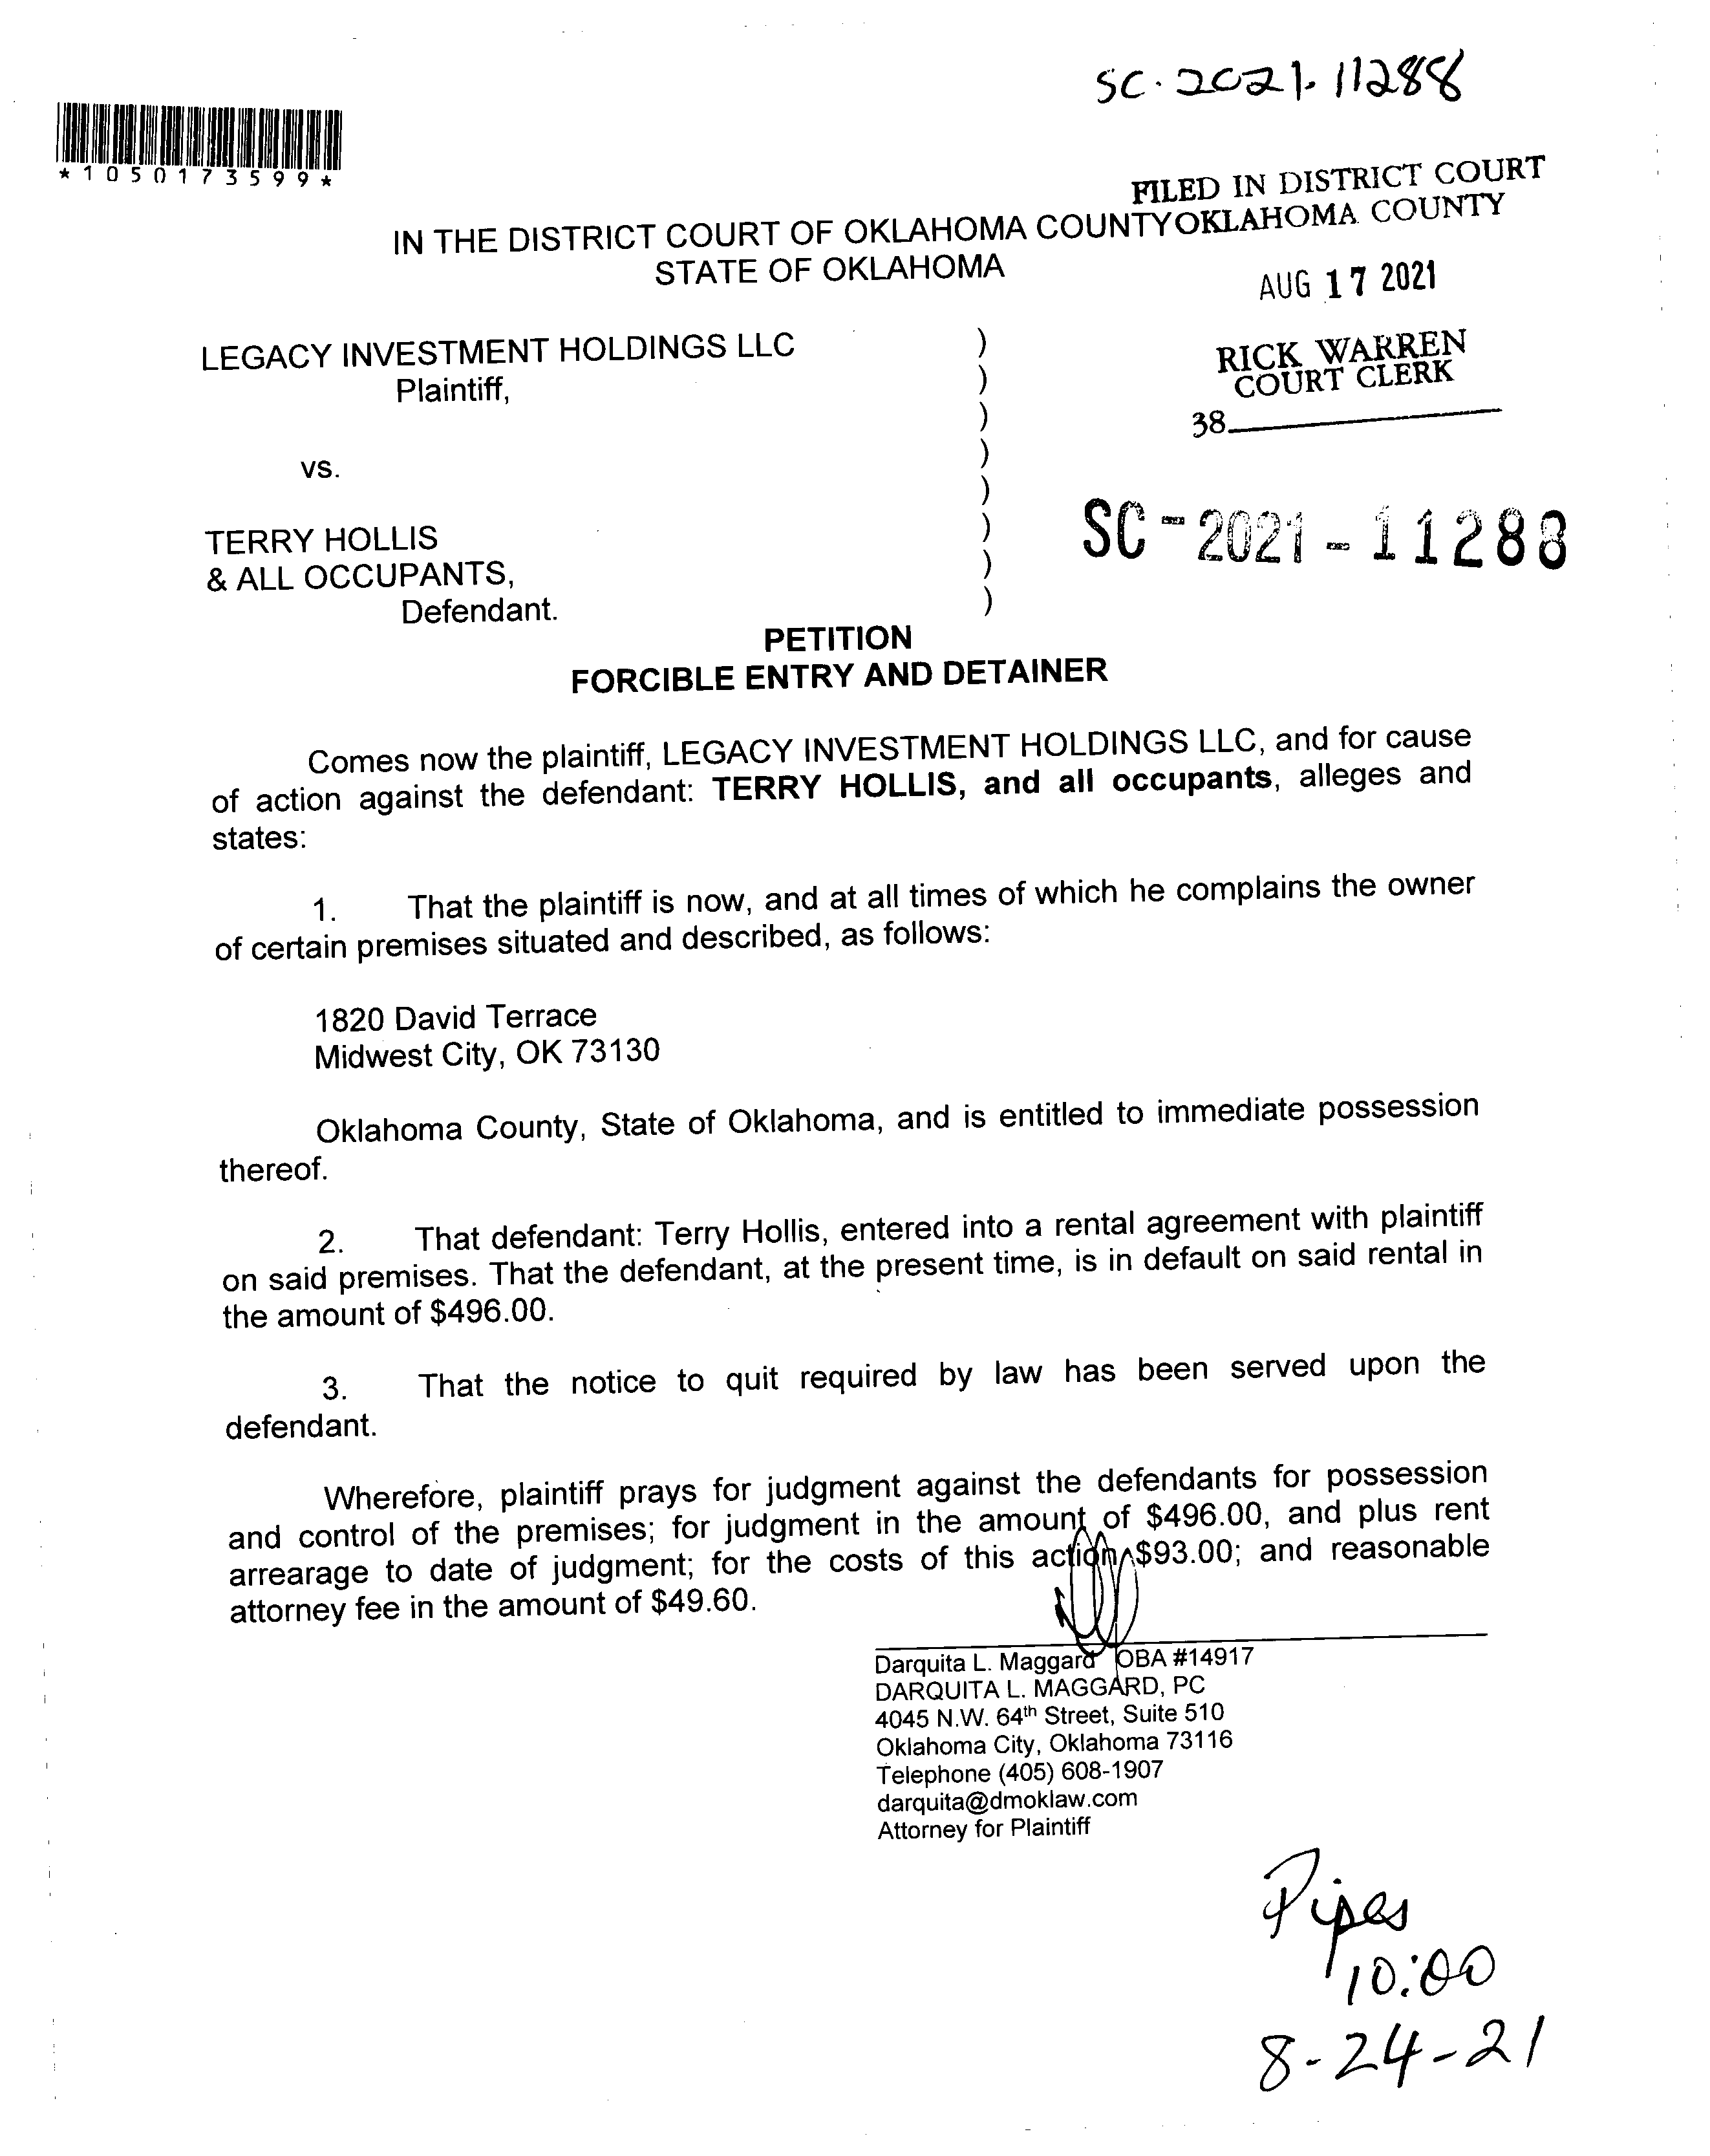 SC-2021-11288
*1050173599*
FILED IN DISTRICT COURT
OKLAHOMA COUNTY
IN THE DISTRICT COURT OF OKLAHOMA COUNTY
STATE OF OKLAHOMA
AUG 17 2021
RICK WARREN
COURT CLERK
38
LEGACY INVESTMENT HOLDINGS LLC )
Plaintiff, )
)
vs. )
)
TERRY HOLLIS )
& ALL OCCUPANTS, )
Defendant. )
SC-2021-11288
PETITION
FORCIBLE ENTRY AND DETAINER
Comes now the plaintiff, LEGACY INVESTMENT HOLDINGS LLC, and for cause
of action against the defendant: TERRY HOLLIS, and all occupants, alleges and
states:
1. That the plaintiff is now, and at all times of which he complains the owner
of certain premises situated and described, as follows:
1820 David Terrace
Midwest City, OK 73130
Oklahoma County, State of Oklahoma, and is entitled to immediate possession
thereof.
2. That defendant: Terry Hollis, entered into a rental agreement with plaintiff
on said premises. That the defendant, at the present time, is in default on said rental in
the amount of $496.00.
3. That the notice to quit required by law has been served upon the
defendant.
Wherefore, plaintiff prays for judgment against the defendants for possession
and control of the premises; for judgment in the amount of $496.00, and plus rent
arrearage to date of judgment; for the costs of this action $93.00; and reasonable
attorney fee in the amount of $49.60.
Darquita L. Maggard OBA #14917
DARQUITA L. MAGGARD, PC
4045 N.W. 64th Street, Suite 510
Oklahoma City, Oklahoma 73116
Telephone (405) 608-1907
darquita@dmoklaw.com
Attorney for Plaintiff
Pipes
10:00
8-24-21